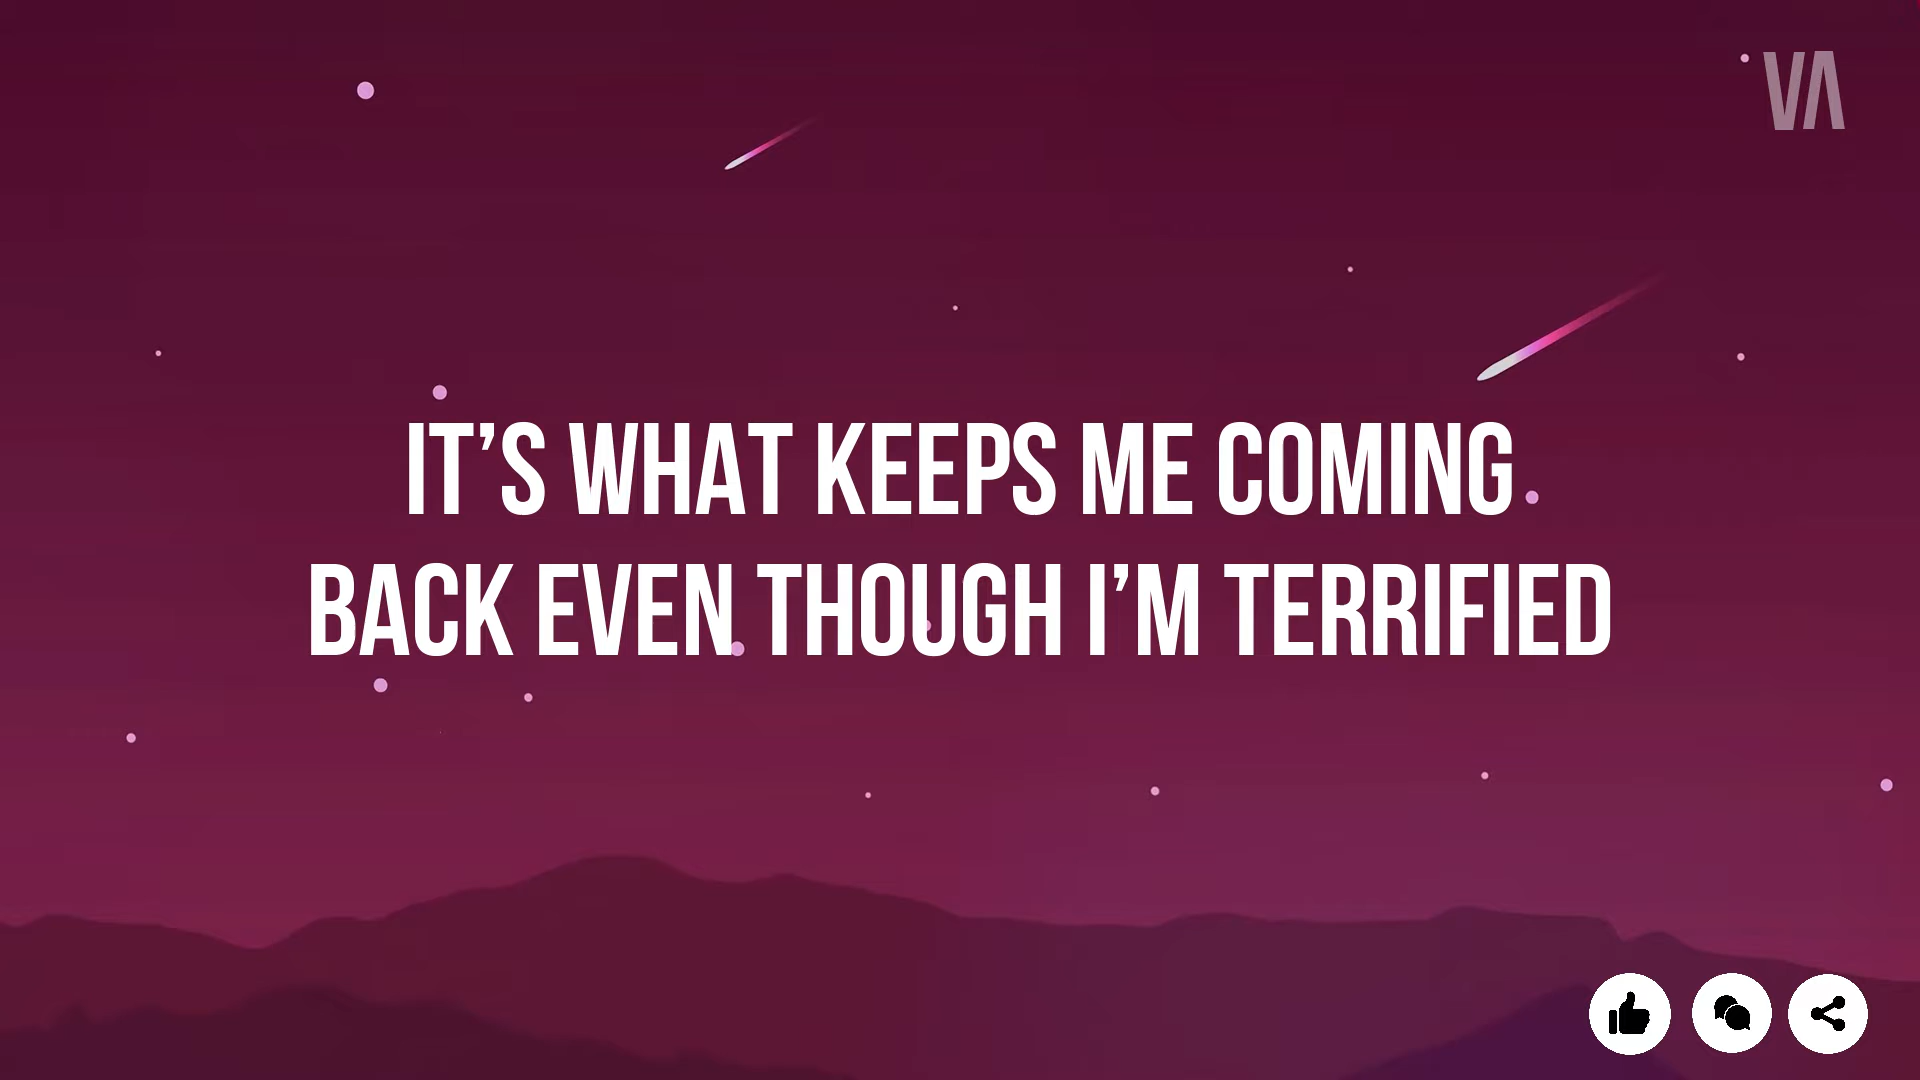 VA
IT’S WHAT KEEPS ME COMING
BACK EVEN THOUGH I’M TERRIFIED